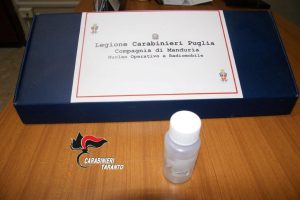 Legione Carabinieri Puglia
Compagnia di Manduria
Nucleo Operativo e Radiomobile
CARABINIERI
TARANTO